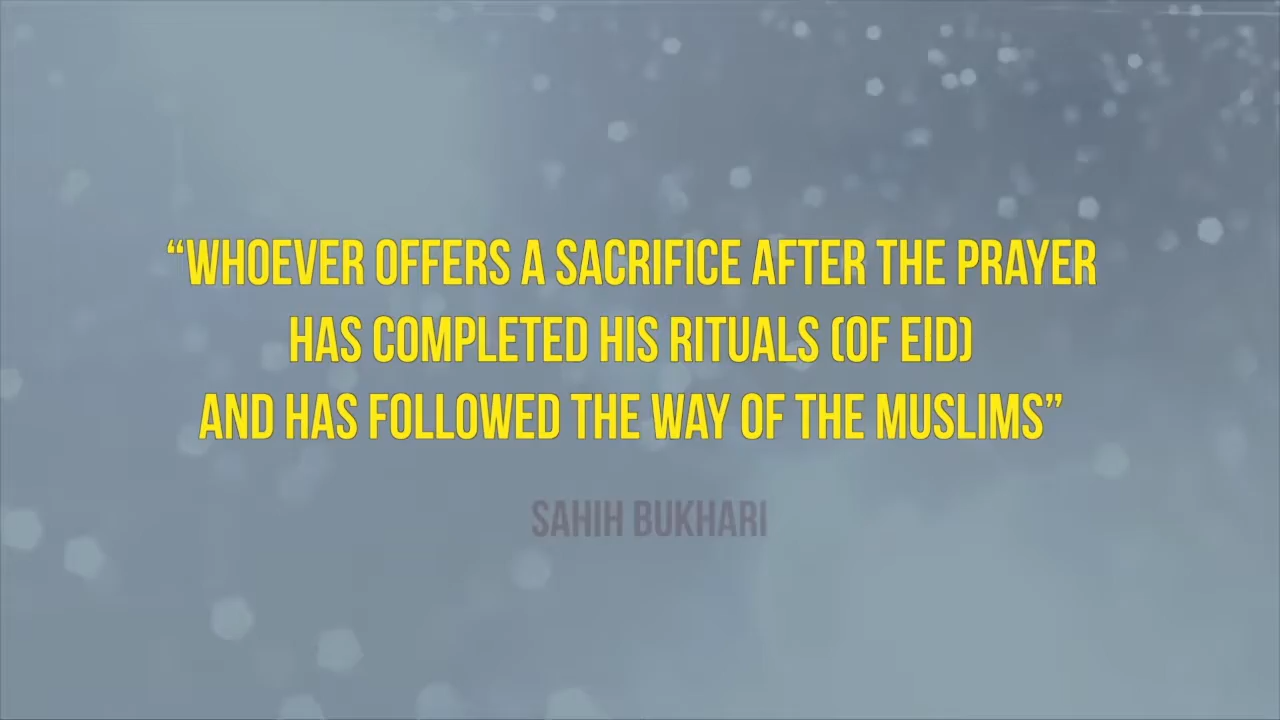 “WHOEVER OFFERS A SACRIFICE AFTER THE PRAYER
HAS COMPLETED HIS RITUALS (OF EID)
AND HAS FOLLOWED THE WAY OF THE MUSLIMS”
SAHIH BUKHARI